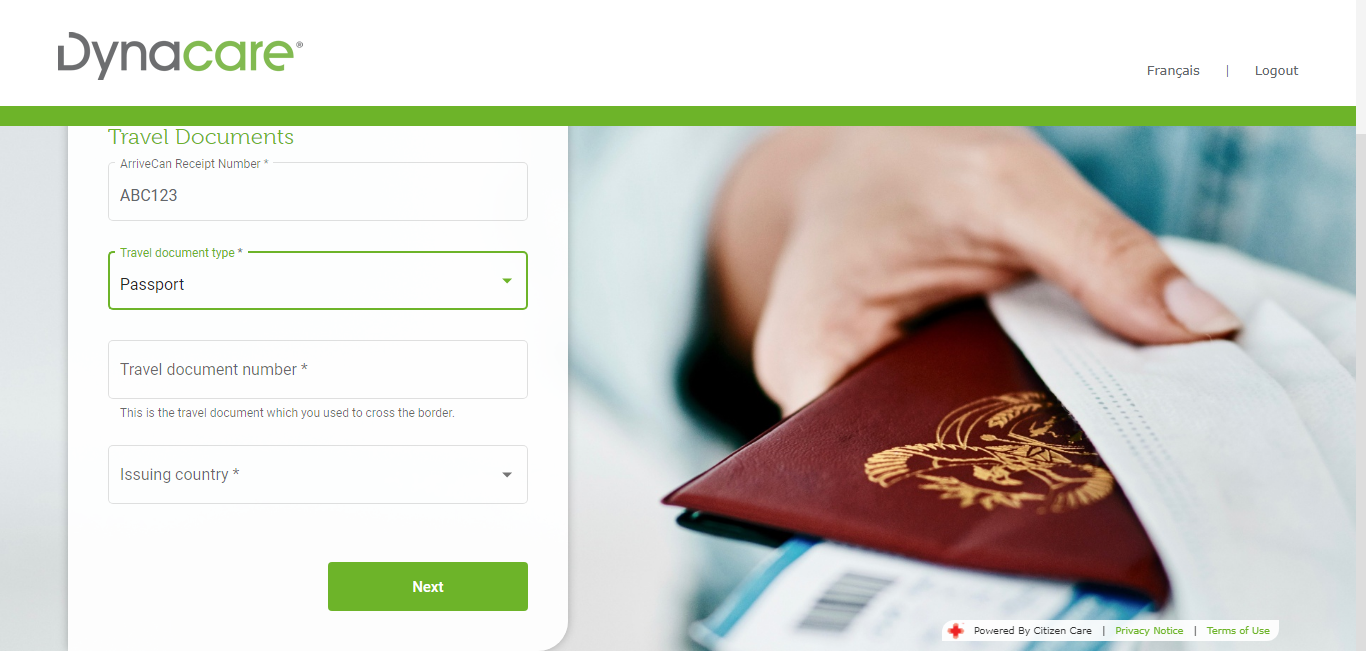 Dynacare®
Français | Logout
Travel Documents
ArriveCan Receipt Number *
ABC123
Travel document type *
Passport
Travel document number *
This is the travel document which you used to cross the border.
Issuing country *
Next
Powered By Citizen Care | Privacy Notice | Terms of Use